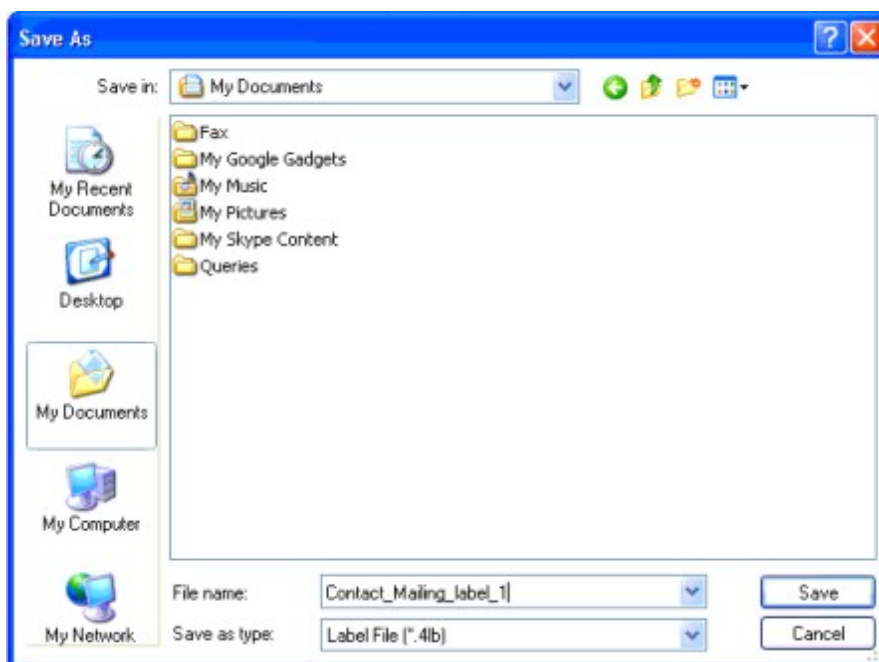 Save As
?
X
Save in:
My Documents
Fax
My Google Gadgets
My Music
My Pictures
My Skype Content
Queries
My Recent
Documents
Desktop
My Documents
My Computer
My Network
File name:
Contact_Mailing_label_1
Save
Save as type:
Label File (*.4lb)
Cancel